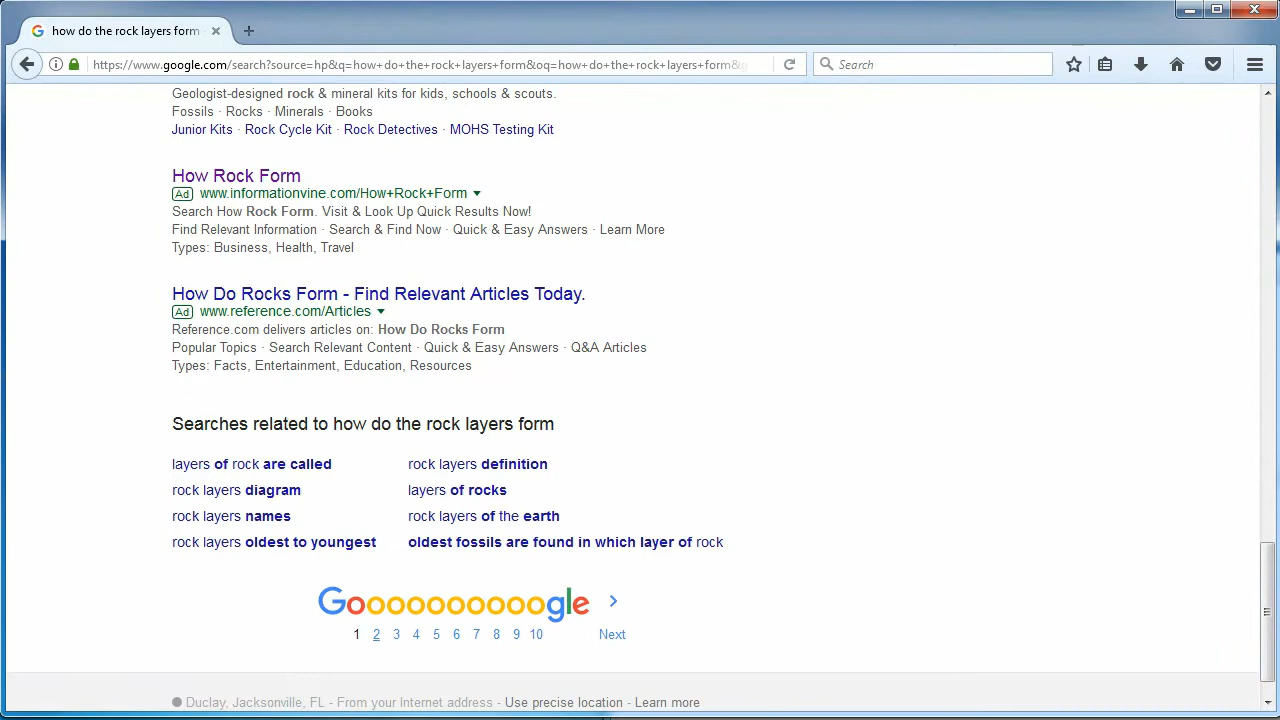 how do the rock layers form
https://www.google.com/search?source=hp&q=how+do+the+rock+layers+form&oq=how+do+the+rock+layers+form&g
Search
Geologist-designed rock & mineral kits for kids, schools & scouts.
Fossils · Rocks · Minerals · Books
Junior Kits · Rock Cycle Kit · Rock Detectives · MOHS Testing Kit
How Rock Form
Ad www.informationvine.com/How+Rock+Form
Search How Rock Form. Visit & Look Up Quick Results Now!
Find Relevant Information · Search & Find Now · Quick & Easy Answers · Learn More
Types: Business, Health, Travel
How Do Rocks Form - Find Relevant Articles Today.
Ad www.reference.com/Articles
Reference.com delivers articles on: How Do Rocks Form
Popular Topics · Search Relevant Content · Quick & Easy Answers · Q&A Articles
Types: Facts, Entertainment, Education, Resources
Searches related to how do the rock layers form
layers of rock are called rock layers definition
rock layers diagram layers of rocks
rock layers names rock layers of the earth
rock layers oldest to youngest oldest fossils are found in which layer of rock
Goooooooooogle
1 2 3 4 5 6 7 8 9 10 Next
Duclay, Jacksonville, FL - From your Internet address - Use precise location - Learn more